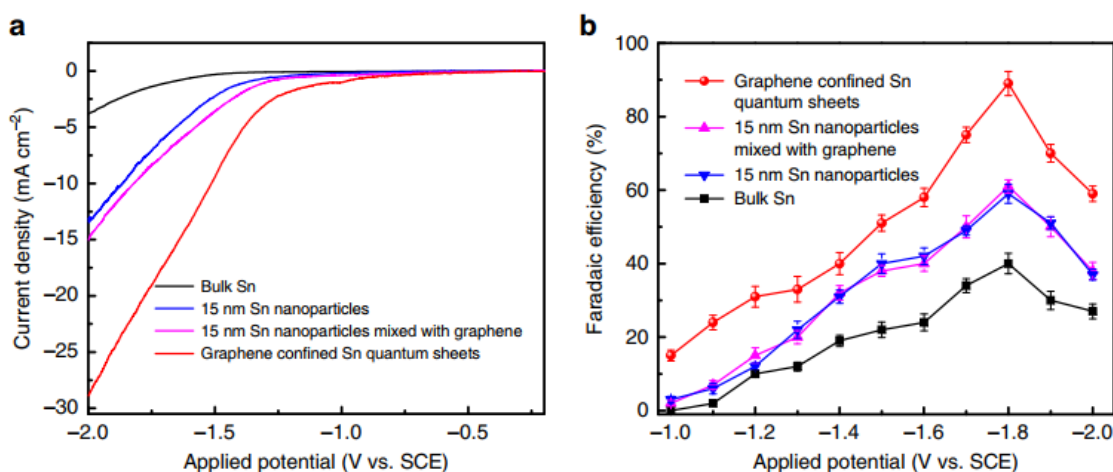 a
0
–5
–10
–15
–20
–25
–30
Current density (mA cm–2)
Bulk Sn
15 nm Sn nanoparticles
15 nm Sn nanoparticles mixed with graphene
Graphene confined Sn quantum sheets
–2.0 –1.5 –1.0 –0.5
Applied potential (V vs. SCE)
b
100
80
60
40
20
0
Faradaic efficiency (%)
Graphene confined Sn
quantum sheets
15 nm Sn nanoparticles
mixed with graphene
15 nm Sn nanoparticles
Bulk Sn
–1.0 –1.2 –1.4 –1.6 –1.8 –2.0
Applied potential (V vs. SCE)